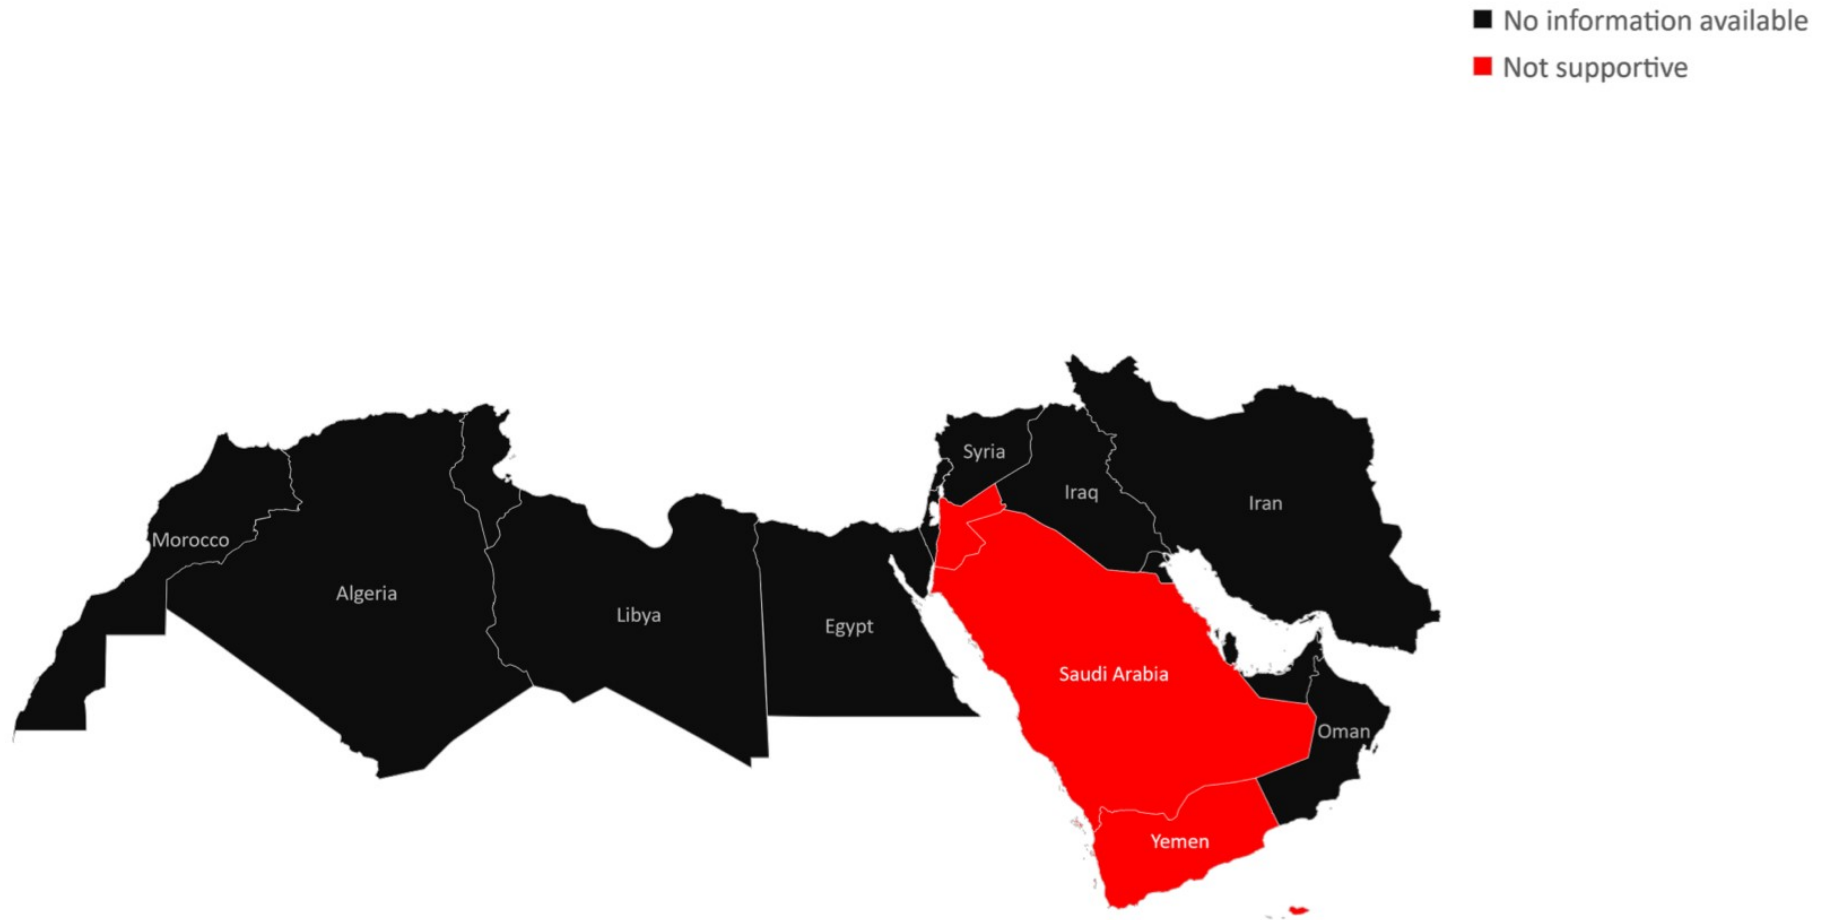 No information available
Not supportive
Syria
Iraq
Iran
Morocco
Algeria
Libya
Egypt
Saudi Arabia
Oman
Yemen